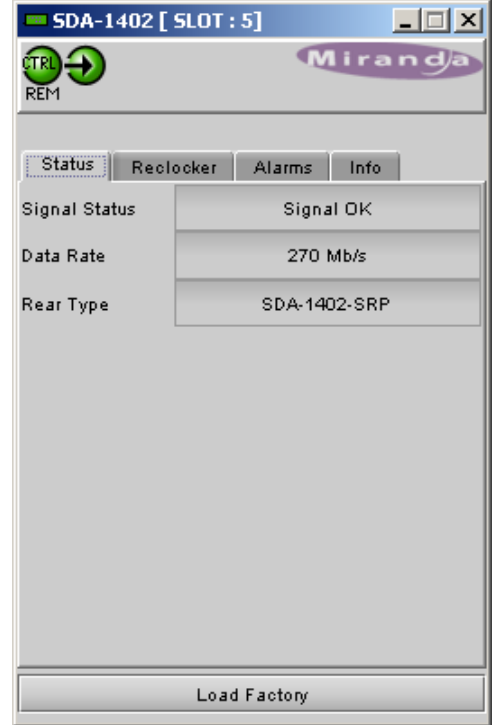 SDA-1402 [ SLOT : 5]
CTRL
Miranda
REM
Status Reclocker Alarms Info
Signal Status Signal OK
Data Rate 270 Mb/s
Rear Type SDA-1402-SRP
Load Factory